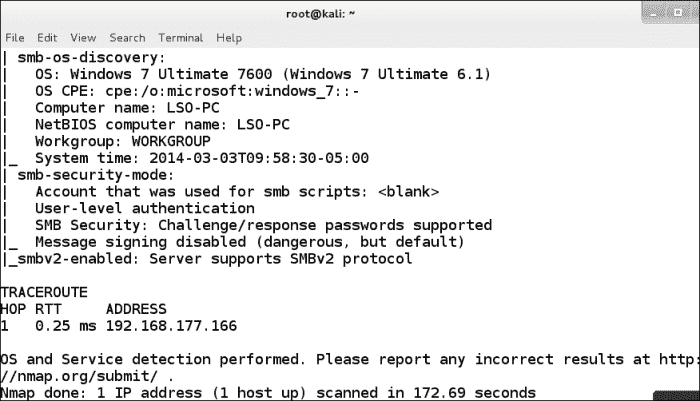 root@kali: ~
File Edit View Search Terminal Help
| smb-os-discovery:
|   OS: Windows 7 Ultimate 7600 (Windows 7 Ultimate 6.1)
|   OS CPE: cpe:/o:microsoft:windows_7::-
|   Computer name: LSO-PC
|   NetBIOS computer name: LSO-PC
|   Workgroup: WORKGROUP
|_  System time: 2014-03-03T09:58:30-05:00
| smb-security-mode:
|   Account that was used for smb scripts: <blank>
|   User-level authentication
|   SMB Security: Challenge/response passwords supported
|_  Message signing disabled (dangerous, but default)
|_smbv2-enabled: Server supports SMBv2 protocol
TRACEROUTE
HOP RTT     ADDRESS
1   0.25 ms 192.168.177.166
OS and Service detection performed. Please report any incorrect results at http:
//nmap.org/submit/ .
Nmap done: 1 IP address (1 host up) scanned in 172.69 seconds